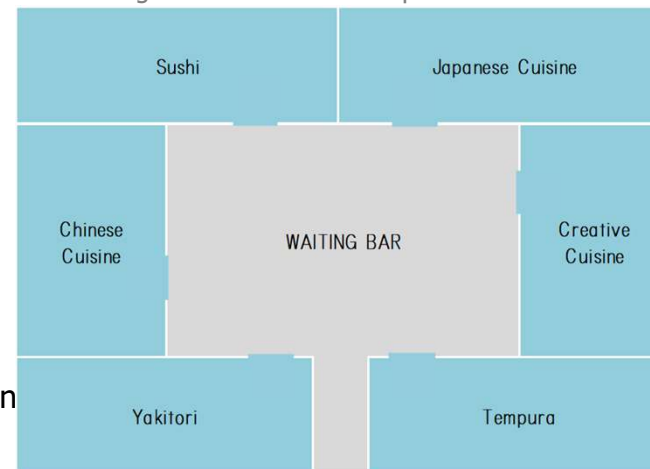 Sushi
Japanese Cuisine
Chinese
Cuisine
WAITING BAR
Creative
Cuisine
n
Yakitori
Tempura